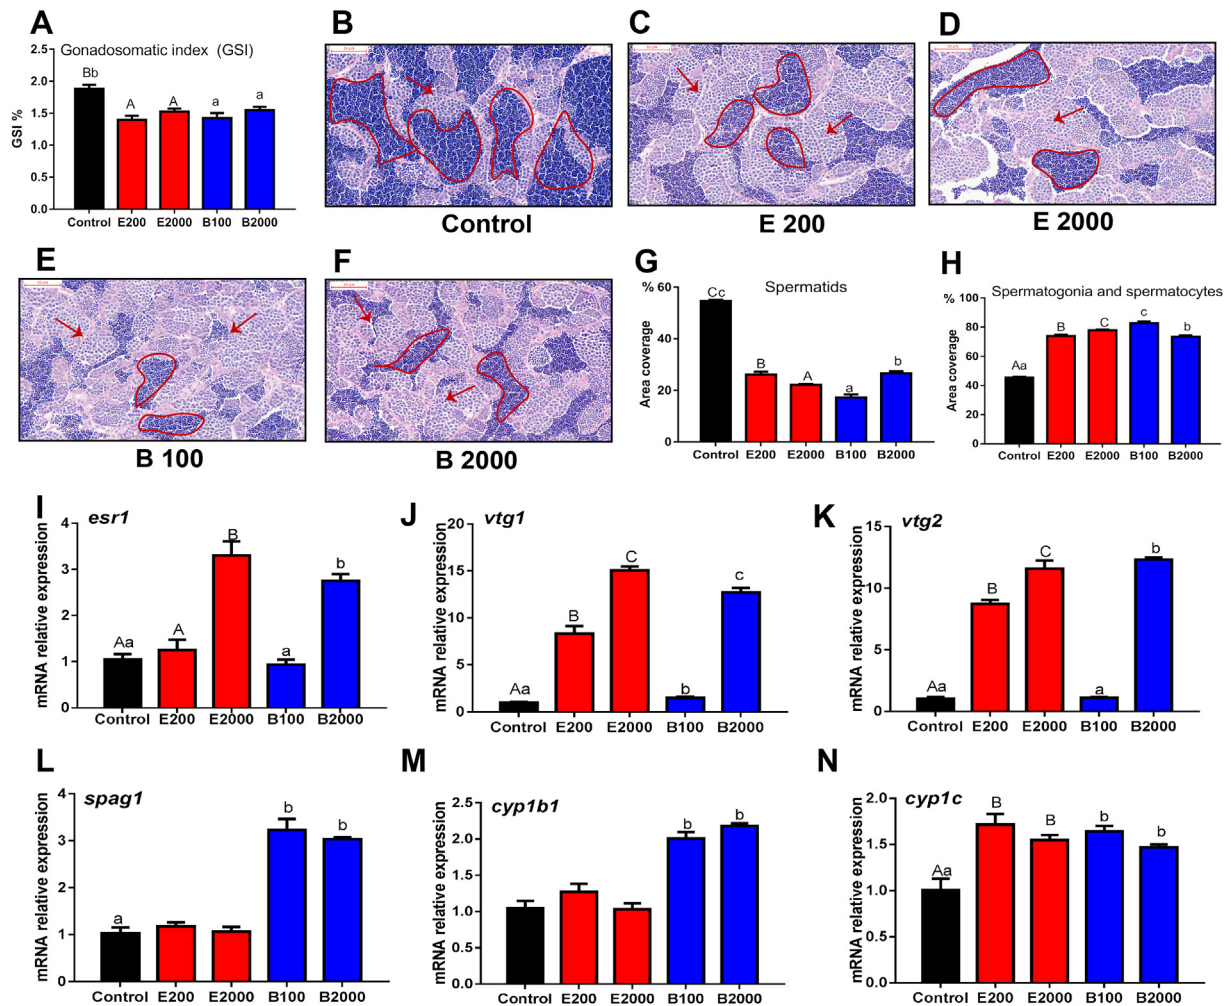 A
Gonadosomatic index (GSI)
GSI %
2.5
2.0
1.5
1.0
0.5
0.0
Bb
A
A
a
a
Control E200 E2000 B100 B2000
B
Control
C
E 200
D
E 2000
E
B 100
F
B 2000
G
% 60
Spermatids
Area coverage
40
20
0
Cc
B
A
a
b
Control E200 E2000 B100 B2000
H
% 100
Spermatogonia and spermatocytes
Area coverage
80
60
40
20
0
Aa
B
C
c
b
Control E200 E2000 B100 B2000
I
esr1
mRNA relative expression
4
3
2
1
0
Aa
A
B
a
b
Control E200 E2000 B100 B2000
J
vtg1
mRNA relative expression
20
15
10
5
0
Aa
B
C
b
c
Control E200 E2000 B100 B2000
K
vtg2
mRNA relative expression
15
10
5
0
Aa
B
C
a
b
Control E200 E2000 B100 B2000
L
spag1
mRNA relative expression
4
3
2
1
0
a
b
b
Control E200 E2000 B100 B2000
M
cyp1b1
mRNA relative expression
2.5
2.0
1.5
1.0
0.5
0.0
b
b
Control E200 E2000 B100 B2000
N
cyp1c
mRNA relative expression
2.0
1.5
1.0
0.5
0.0
Aa
B
B
b
b
Control E200 E2000 B100 B2000